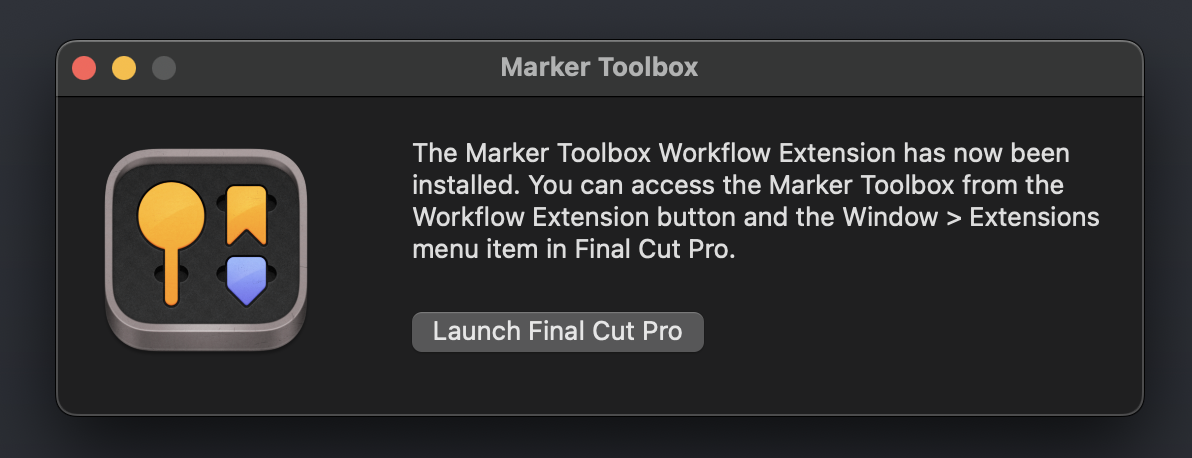 Marker Toolbox
The Marker Toolbox Workflow Extension has now been
installed. You can access the Marker Toolbox from the
Workflow Extension button and the Window > Extensions
menu item in Final Cut Pro.
Launch Final Cut Pro